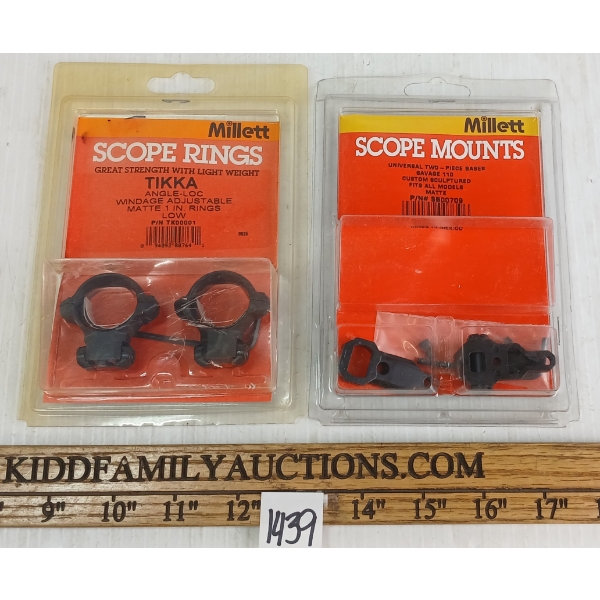 Millett
SCOPE RINGS
GREAT STRENGTH WITH LIGHT WEIGHT
TIKKA
ANGLE-LOC
WINDAGE ADJUSTABLE
MATTE 1 IN. RINGS
LOW
P/N TK00001
Millett
SCOPE MOUNTS
UNIVERSAL TWO-PIECE BASES
SAVAGE 110
CUSTOM SCULPTURED
FITS ALL MODELS
MATTE
P/N# SB00709
KIDDFAMILYAUCTIONS.COM
9" 10" 11" 12" 14" 15" 16" 17"
1439